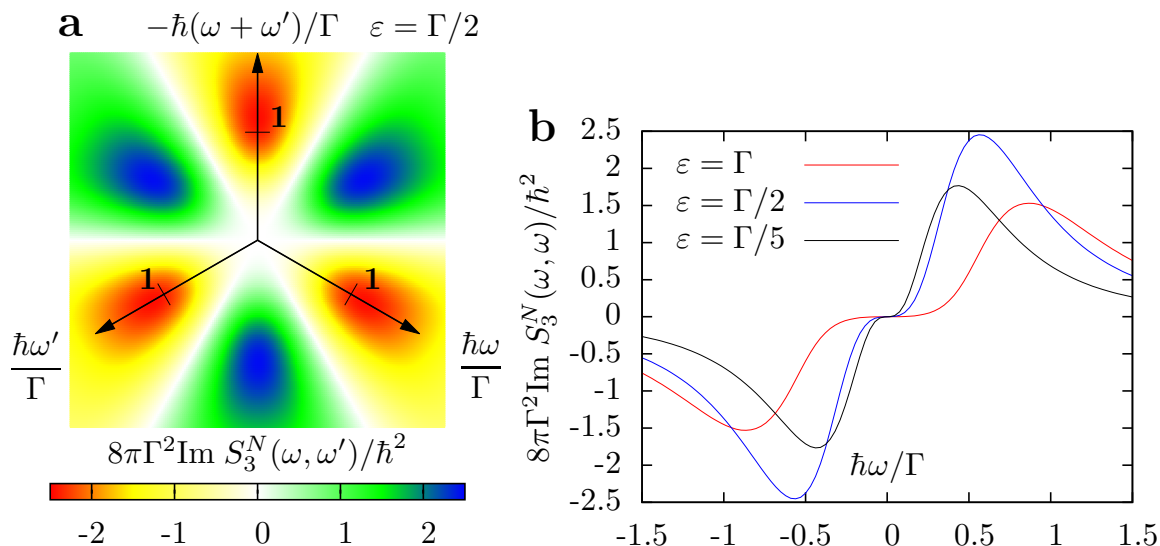 a
−ħ(ω + ω′)/Γ ε = Γ/2
1
1
1
ħω′/Γ
ħω/Γ
8πΓ²Im S₃ᴺ(ω, ω′)/ħ²
-2 -1 0 1 2
b
8πΓ²Im S₃ᴺ(ω, ω)/ħ²
2.5
2
1.5
1
0.5
0
-0.5
-1
-1.5
-2
-2.5
ε = Γ
ε = Γ/2
ε = Γ/5
ħω/Γ
-1.5 -1 -0.5 0 0.5 1 1.5